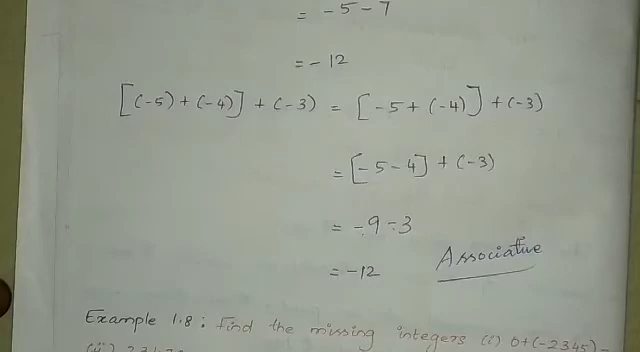 = -5-7
= -12
[(-5)+(-4)] + (-3) = [-5+(-4)] + (-3)
= [-5-4] + (-3)
= -9-3
= -12 Associative
Example 1.8: Find the missing integers (i) 0+(-2345)=